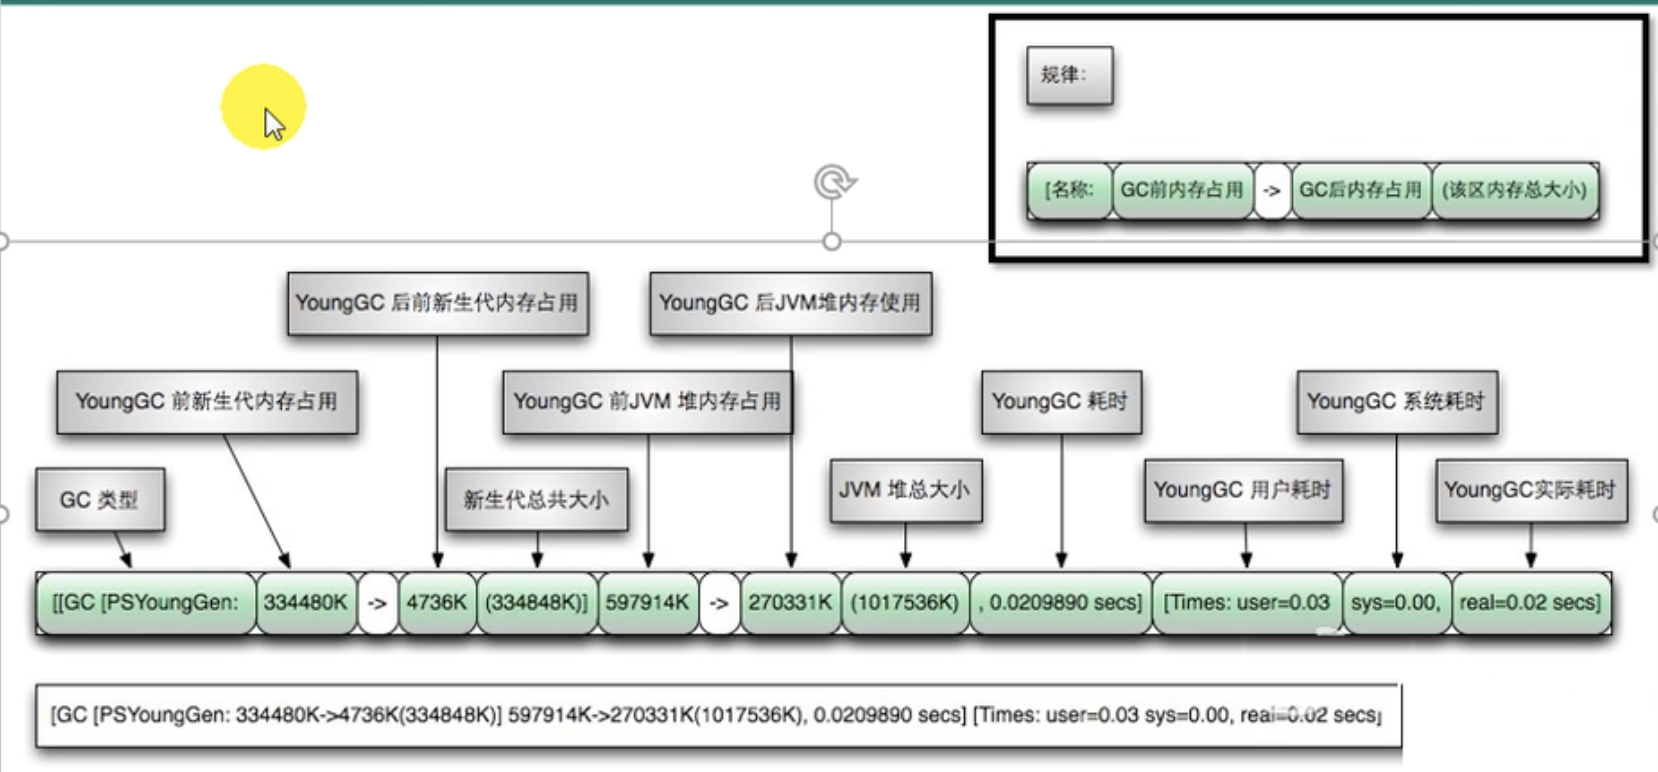 规律：
[名称: GC前内存占用 -> GC后内存占用 (该区内存总大小)
YoungGC 后前新生代内存占用 YoungGC 后JVM堆内存使用
YoungGC 前新生代内存占用 YoungGC 前JVM 堆内存占用 YoungGC 耗时 YoungGC 系统耗时
GC 类型 新生代总共大小 JVM 堆总大小 YoungGC 用户耗时 YoungGC实际耗时
[[GC [PSYoungGen: 334480K -> 4736K (334848K)] 597914K -> 270331K (1017536K) , 0.0209890 secs] [Times: user=0.03 sys=0.00, real=0.02 secs]
[GC [PSYoungGen: 334480K->4736K(334848K)] 597914K->270331K(1017536K), 0.0209890 secs] [Times: user=0.03 sys=0.00, real=0.02 secs]